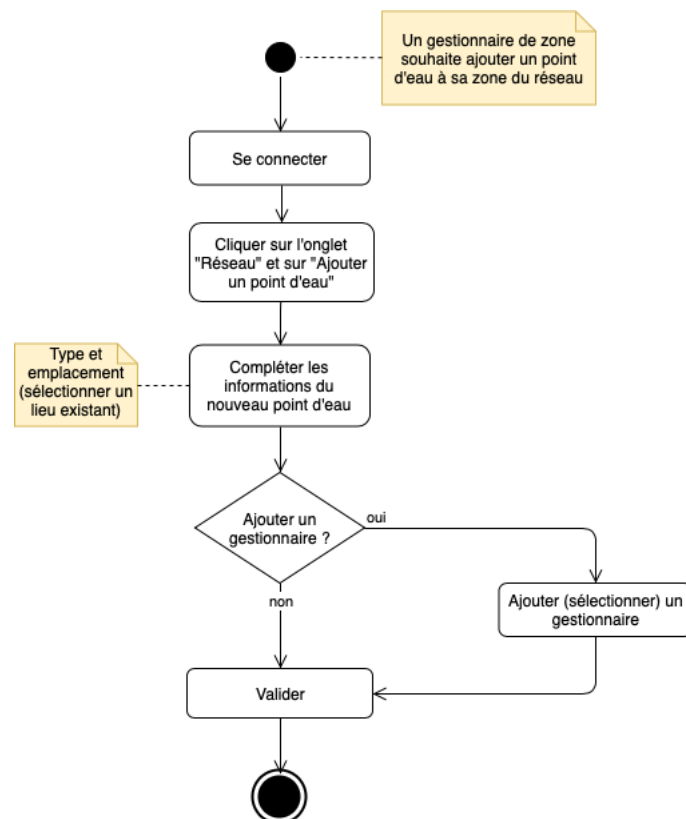 Un gestionnaire de zone
souhaite ajouter un point
d'eau à sa zone du réseau
Se connecter
Cliquer sur l'onglet
"Réseau" et sur "Ajouter
un point d'eau"
Type et
emplacement
(sélectionner un
lieu existant)
Compléter les
informations du
nouveau point d'eau
Ajouter un
gestionnaire ?
oui
non
Ajouter (sélectionner) un
gestionnaire
Valider